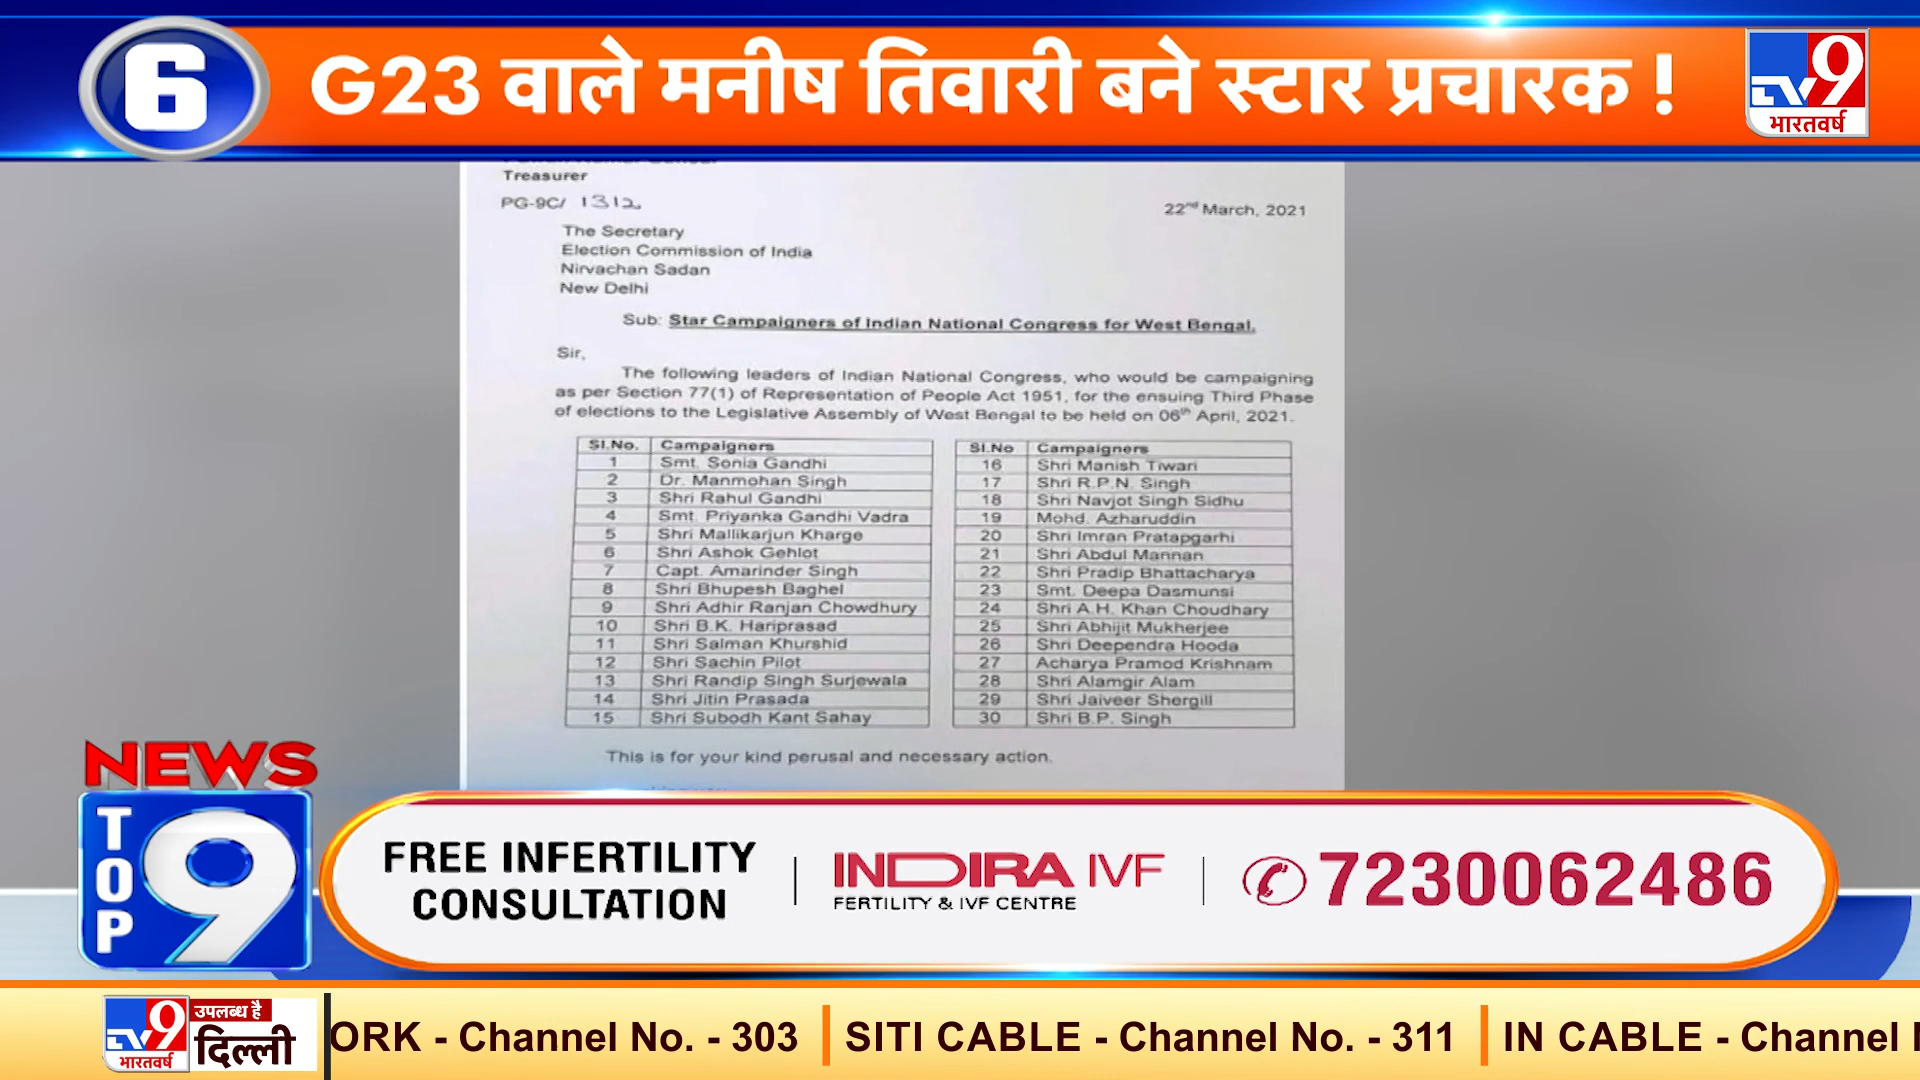 6
G23 वाले मनीष तिवारी बने स्टार प्रचारक !
TV9
भारतवर्ष
Treasurer
PG-9C/ 1312
22nd March, 2021
The Secretary
Election Commission of India
Nirvachan Sadan
New Delhi
Sub: Star Campaigners of Indian National Congress for West Bengal.
Sir,
The following leaders of Indian National Congress, who would be campaigning
as per Section 77(1) of Representation of People Act 1951, for the ensuing Third Phase
of elections to the Legislative Assembly of West Bengal to be held on 06th April, 2021.
Sl.No. Campaigners
1 Smt. Sonia Gandhi
2 Dr. Manmohan Singh
3 Shri Rahul Gandhi
4 Smt. Priyanka Gandhi Vadra
5 Shri Mallikarjun Kharge
6 Shri Ashok Gehlot
7 Capt. Amarinder Singh
8 Shri Bhupesh Baghel
9 Shri Adhir Ranjan Chowdhury
10 Shri B.K. Hariprasad
11 Shri Salman Khurshid
12 Shri Sachin Pilot
13 Shri Randip Singh Surjewala
14 Shri Jitin Prasada
15 Shri Subodh Kant Sahay
Sl.No Campaigners
16 Shri Manish Tiwari
17 Shri R.P.N. Singh
18 Shri Navjot Singh Sidhu
19 Mohd. Azharuddin
20 Shri Imran Pratapgarhi
21 Shri Abdul Mannan
22 Shri Pradip Bhattacharya
23 Smt. Deepa Dasmunsi
24 Shri A.H. Khan Choudhary
25 Shri Abhijit Mukherjee
26 Shri Deependra Hooda
27 Acharya Pramod Krishnam
28 Shri Alamgir Alam
29 Shri Jaiveer Shergill
30 Shri B.P. Singh
This is for your kind perusal and necessary action.
NEWS
TOP
9
FREE INFERTILITY
CONSULTATION
INDIRA IVF
FERTILITY & IVF CENTRE
7230062486
TV9
भारतवर्ष
उपलब्ध है
दिल्ली
ORK - Channel No. - 303
SITI CABLE - Channel No. - 311
IN CABLE - Channel